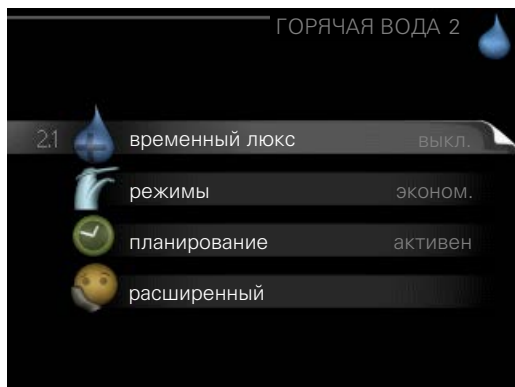 ГОРЯЧАЯ ВОДА 2
2.1 временный люкс выкл.
режимы эконом.
планирование активен
расширенный